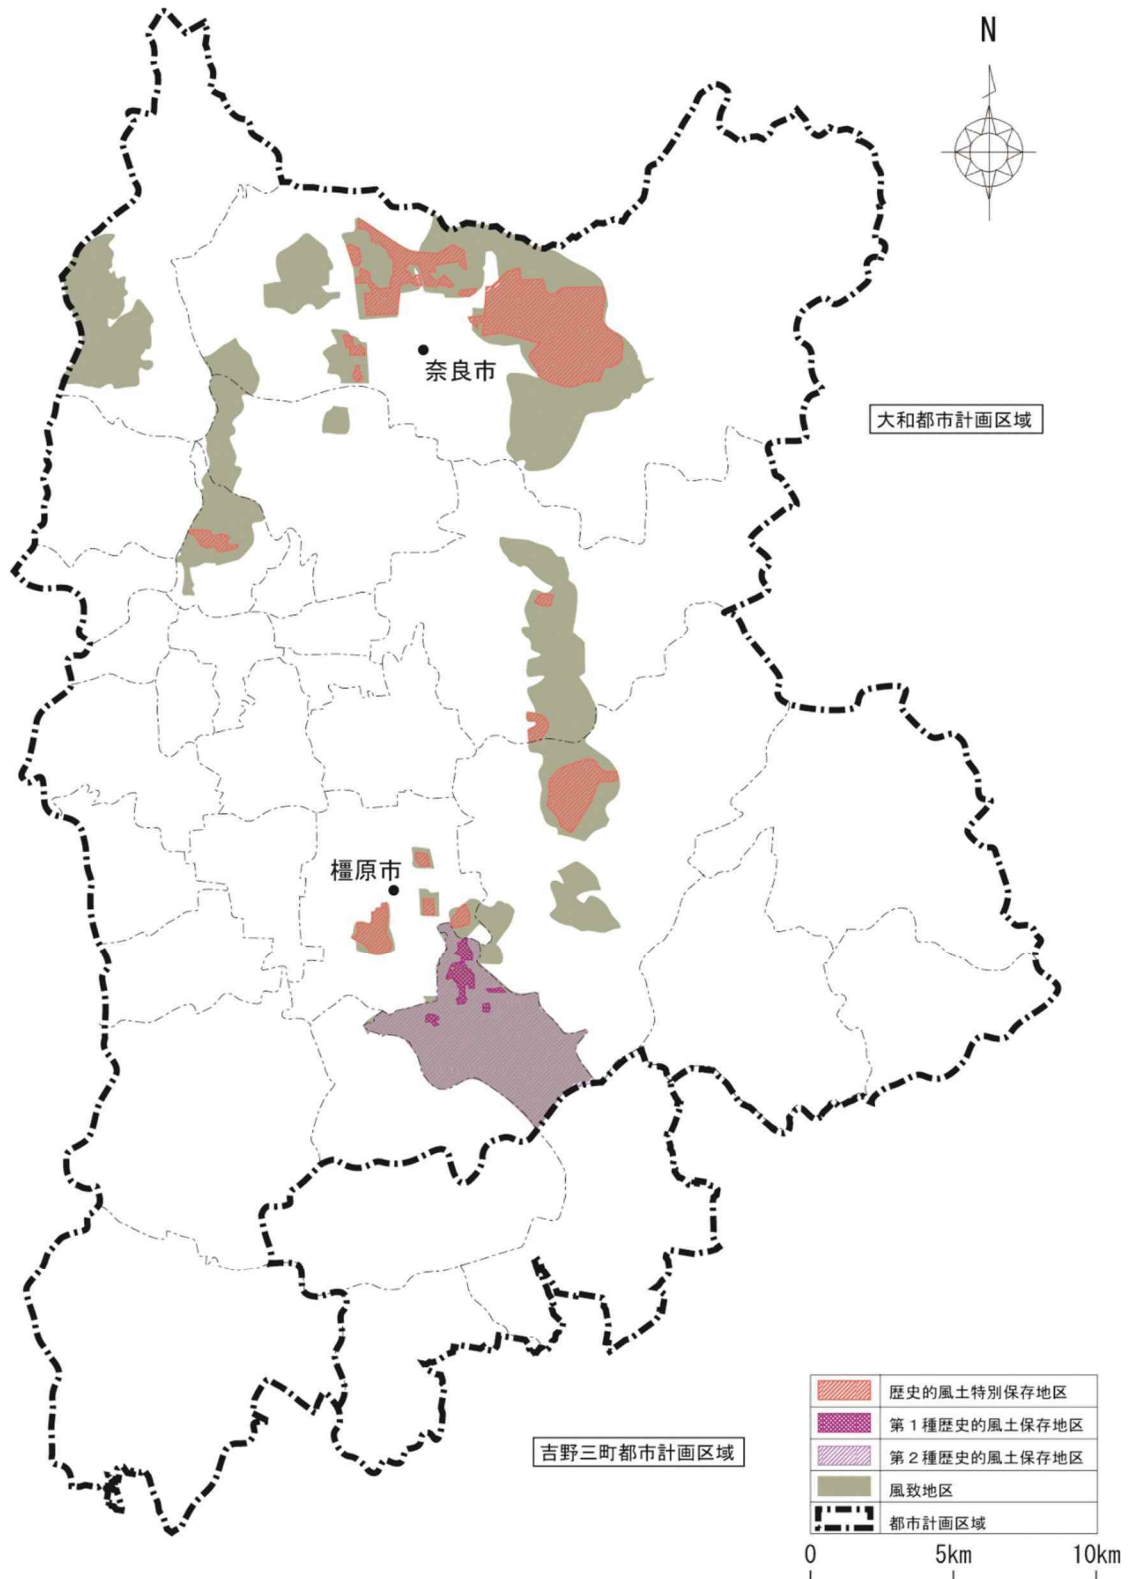 N
奈良市
大和都市計画区域
橿原市
吉野三町都市計画区域
歴史的風土特別保存地区
第1種歴史的風土保存地区
第2種歴史的風土保存地区
風致地区
都市計画区域
0 5km 10km